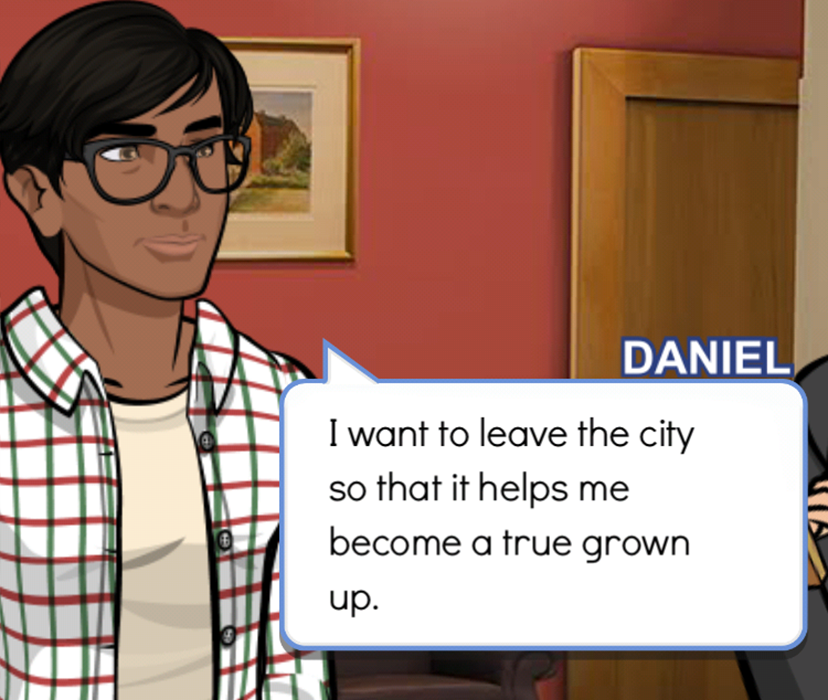 DANIEL
I want to leave the city
so that it helps me
become a true grown
up.